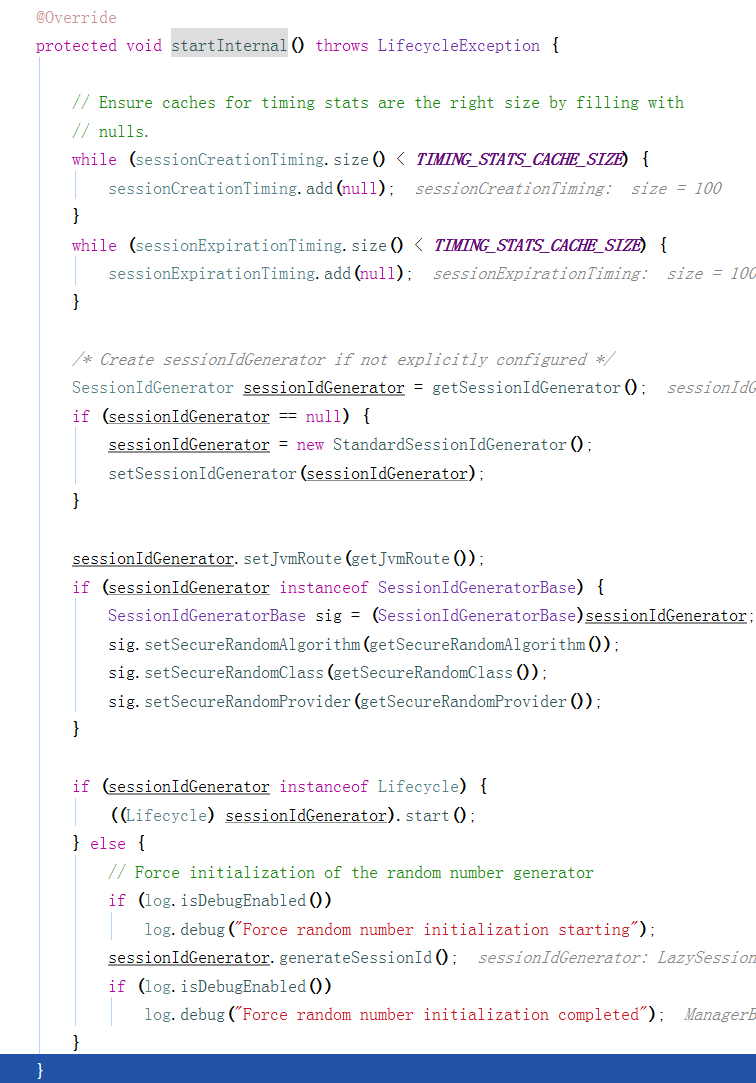 @Override
protected void startInternal() throws LifecycleException {
// Ensure caches for timing stats are the right size by filling with
// nulls.
while (sessionCreationTiming.size() < TIMING_STATS_CACHE_SIZE) {
sessionCreationTiming.add(null); sessionCreationTiming: size = 100
}
while (sessionExpirationTiming.size() < TIMING_STATS_CACHE_SIZE) {
sessionExpirationTiming.add(null); sessionExpirationTiming: size = 100
}
/* Create sessionIdGenerator if not explicitly configured */
SessionIdGenerator sessionIdGenerator = getSessionIdGenerator(); sessionIdG
if (sessionIdGenerator == null) {
sessionIdGenerator = new StandardSessionIdGenerator();
setSessionIdGenerator(sessionIdGenerator);
}
sessionIdGenerator.setJvmRoute(getJvmRoute());
if (sessionIdGenerator instanceof SessionIdGeneratorBase) {
SessionIdGeneratorBase sig = (SessionIdGeneratorBase)sessionIdGenerator;
sig.setSecureRandomAlgorithm(getSecureRandomAlgorithm());
sig.setSecureRandomClass(getSecureRandomClass());
sig.setSecureRandomProvider(getSecureRandomProvider());
}
if (sessionIdGenerator instanceof Lifecycle) {
((Lifecycle) sessionIdGenerator).start();
} else {
// Force initialization of the random number generator
if (log.isDebugEnabled())
log.debug("Force random number initialization starting");
sessionIdGenerator.generateSessionId(); sessionIdGenerator: LazySession
if (log.isDebugEnabled())
log.debug("Force random number initialization completed"); ManagerB
}
}